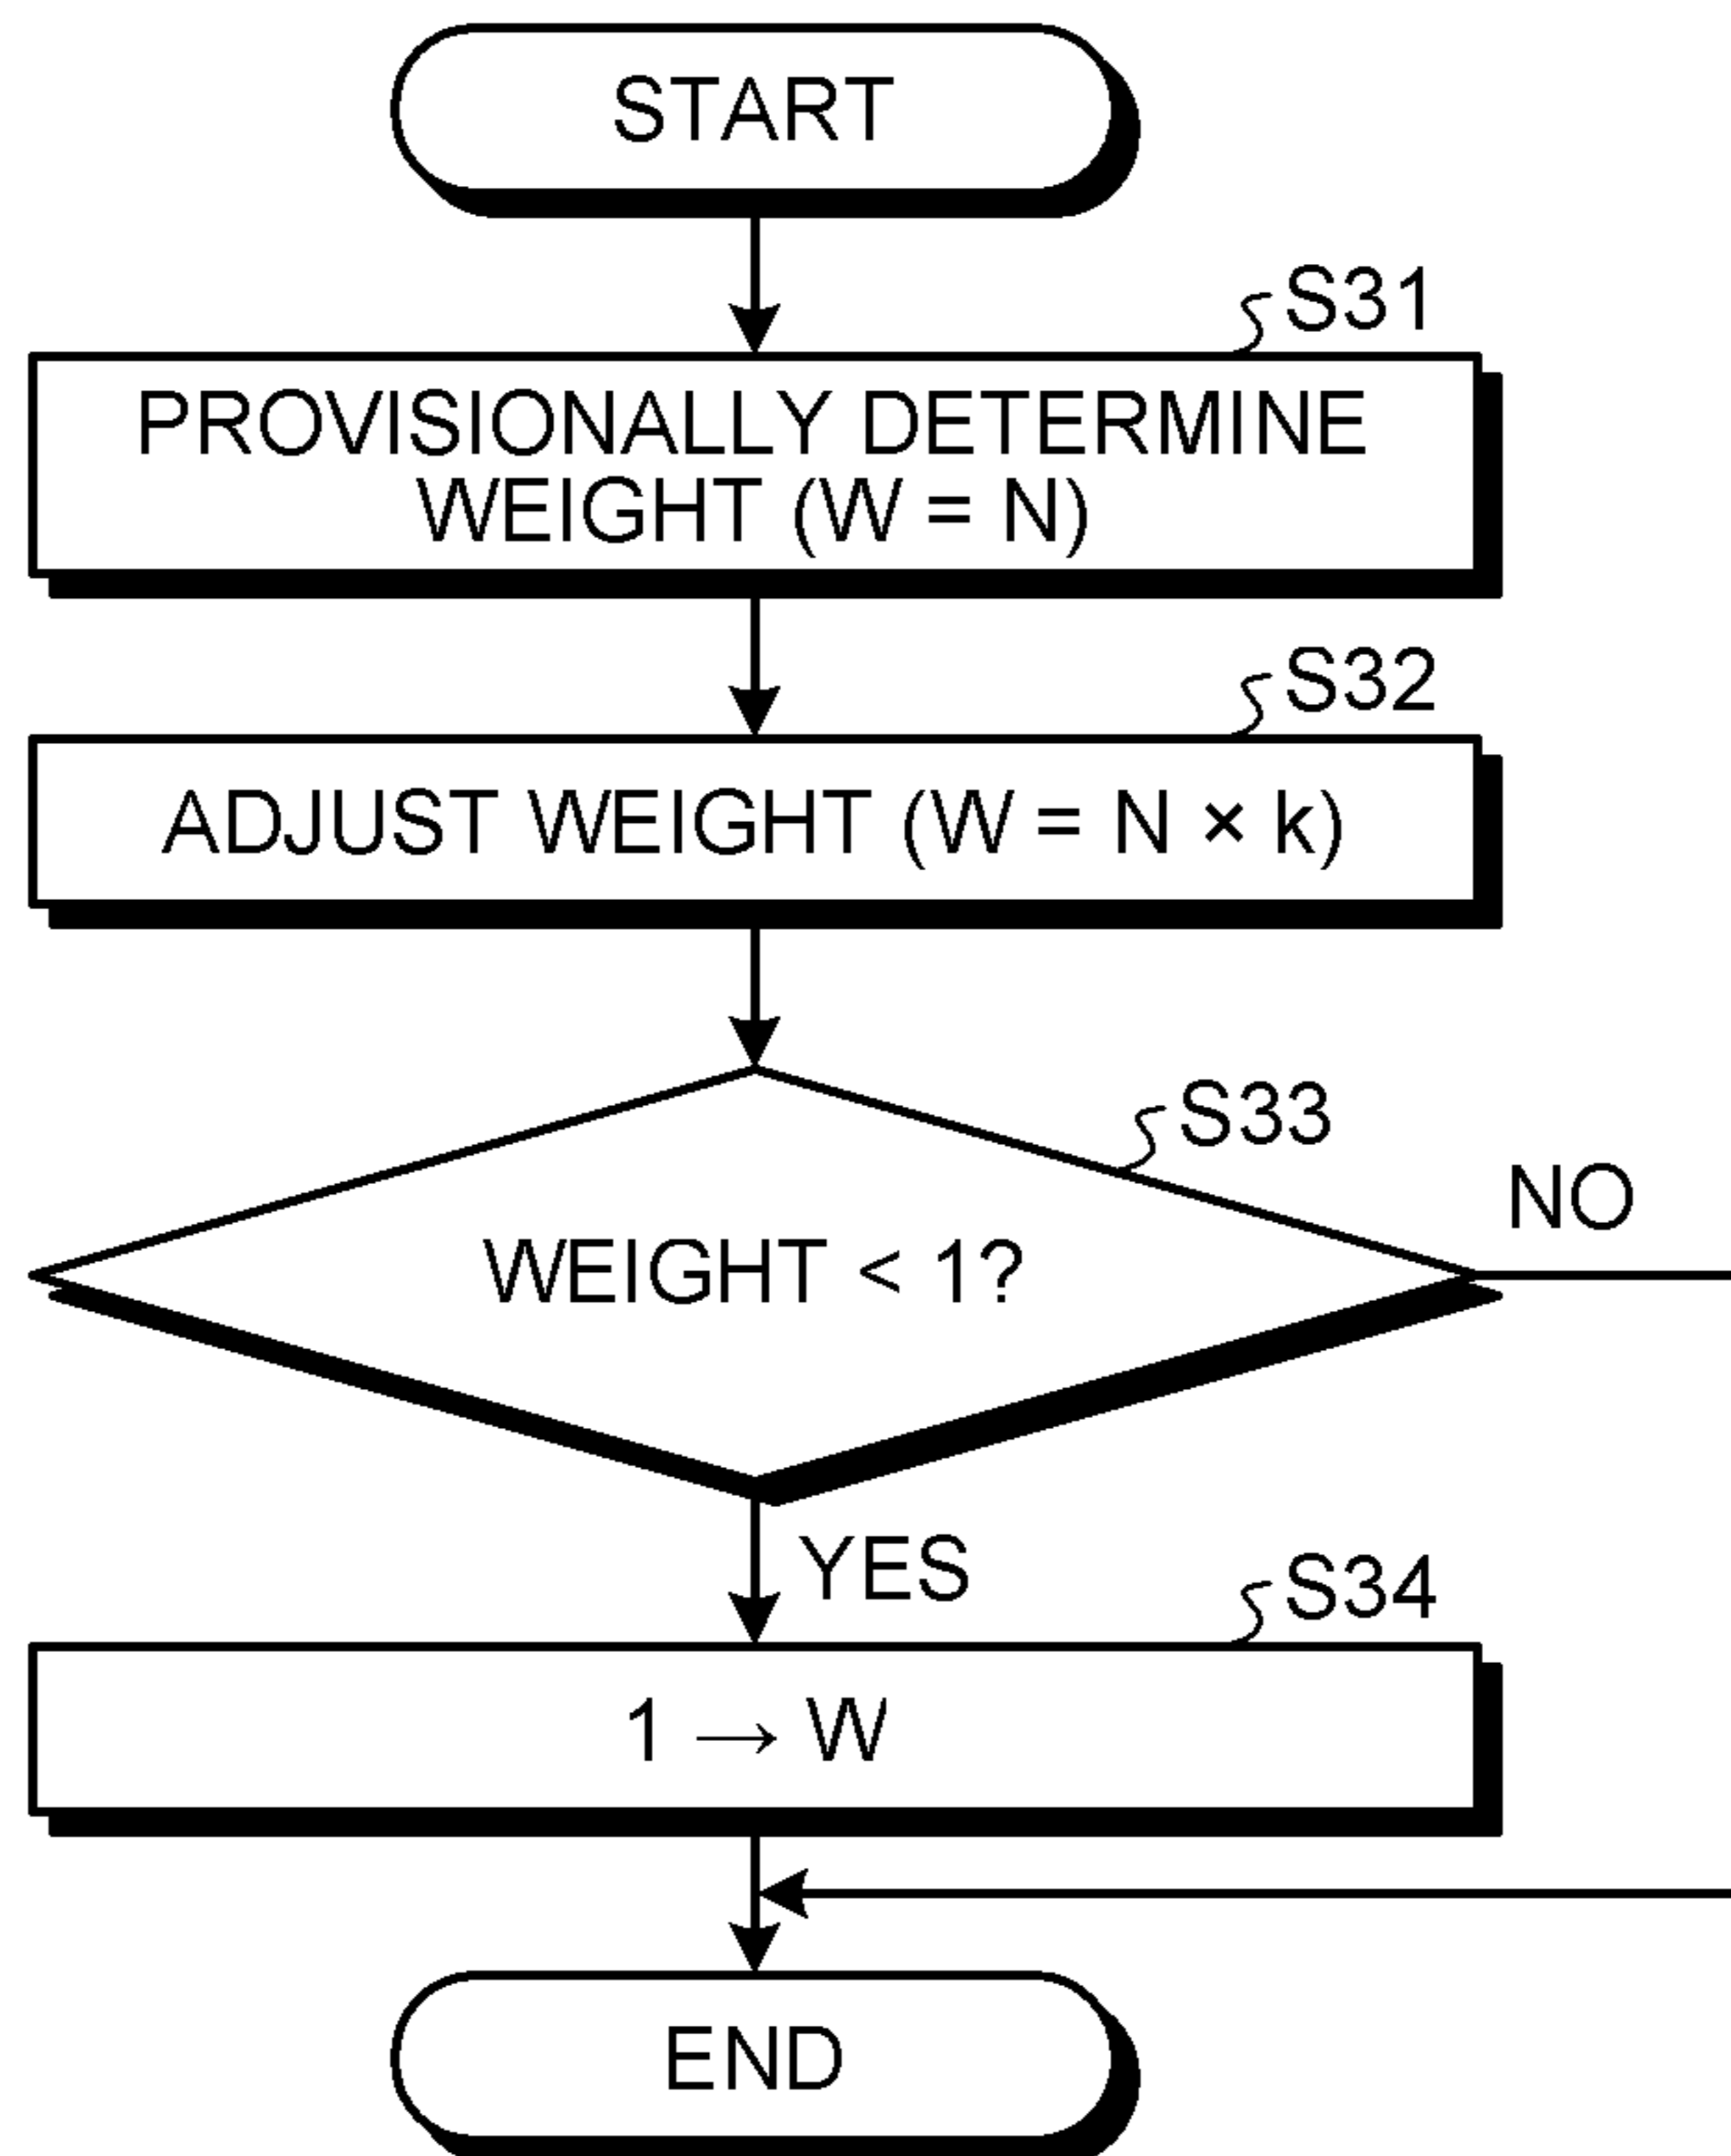 START
S31
PROVISIONALLY DETERMINE
WEIGHT (W = N)
S32
ADJUST WEIGHT (W = N × k)
S33
NO
WEIGHT < 1?
YES
S34
1 → W
END